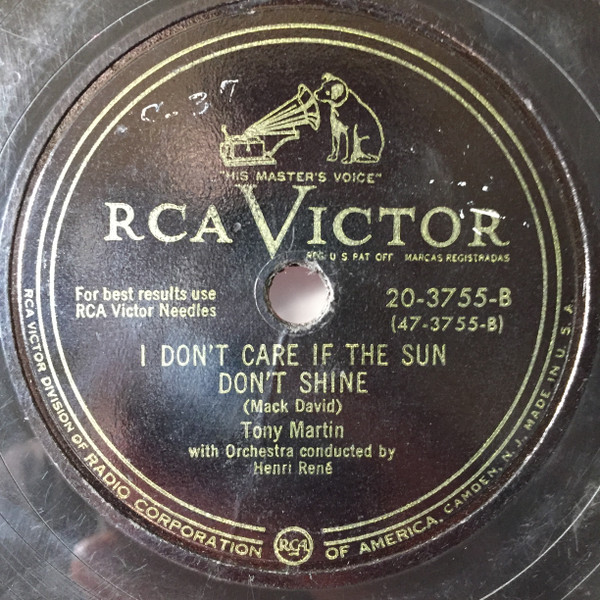 C-37
"HIS MASTER'S VOICE"
RCA VICTOR
REG. U S PAT OFF MARCAS REGISTRADAS
For best results use
RCA Victor Needles
20-3755-B
(47-3755-B)
I DON'T CARE IF THE SUN
DON'T SHINE
(Mack David)
Tony Martin
with Orchestra conducted by
Henri René
RCA VICTOR DIVISION OF RADIO CORPORATION OF AMERICA, CAMDEN, N. J. MADE IN U. S. A.
RCA